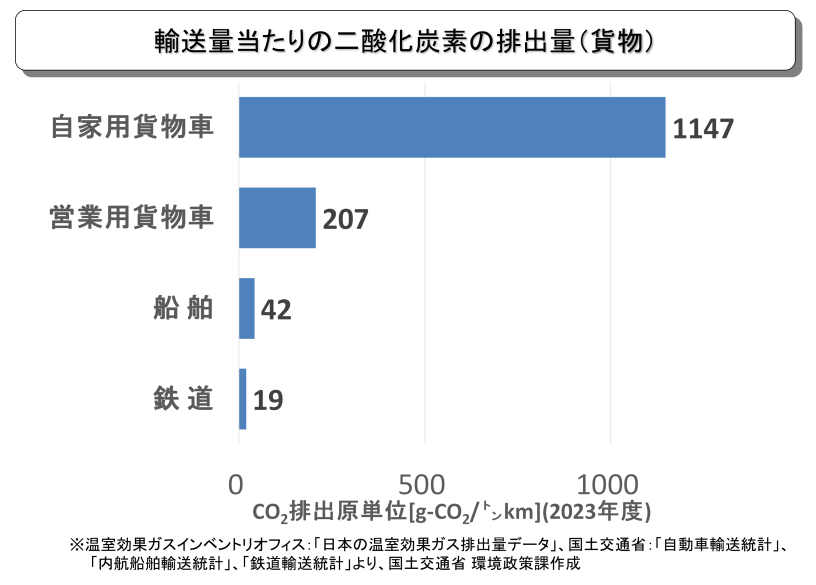 輸送量当たりの二酸化炭素の排出量(貨物)
自家用貨物車 1147
営業用貨物車 207
船 舶 42
鉄 道 19
0 500 1000
CO₂排出原単位[g-CO₂/㌧km](2023年度)
※温室効果ガスインベントリオフィス:「日本の温室効果ガス排出量データ」、国土交通省:「自動車輸送統計」、
「内航船舶輸送統計」、「鉄道輸送統計」より、国土交通省 環境政策課作成